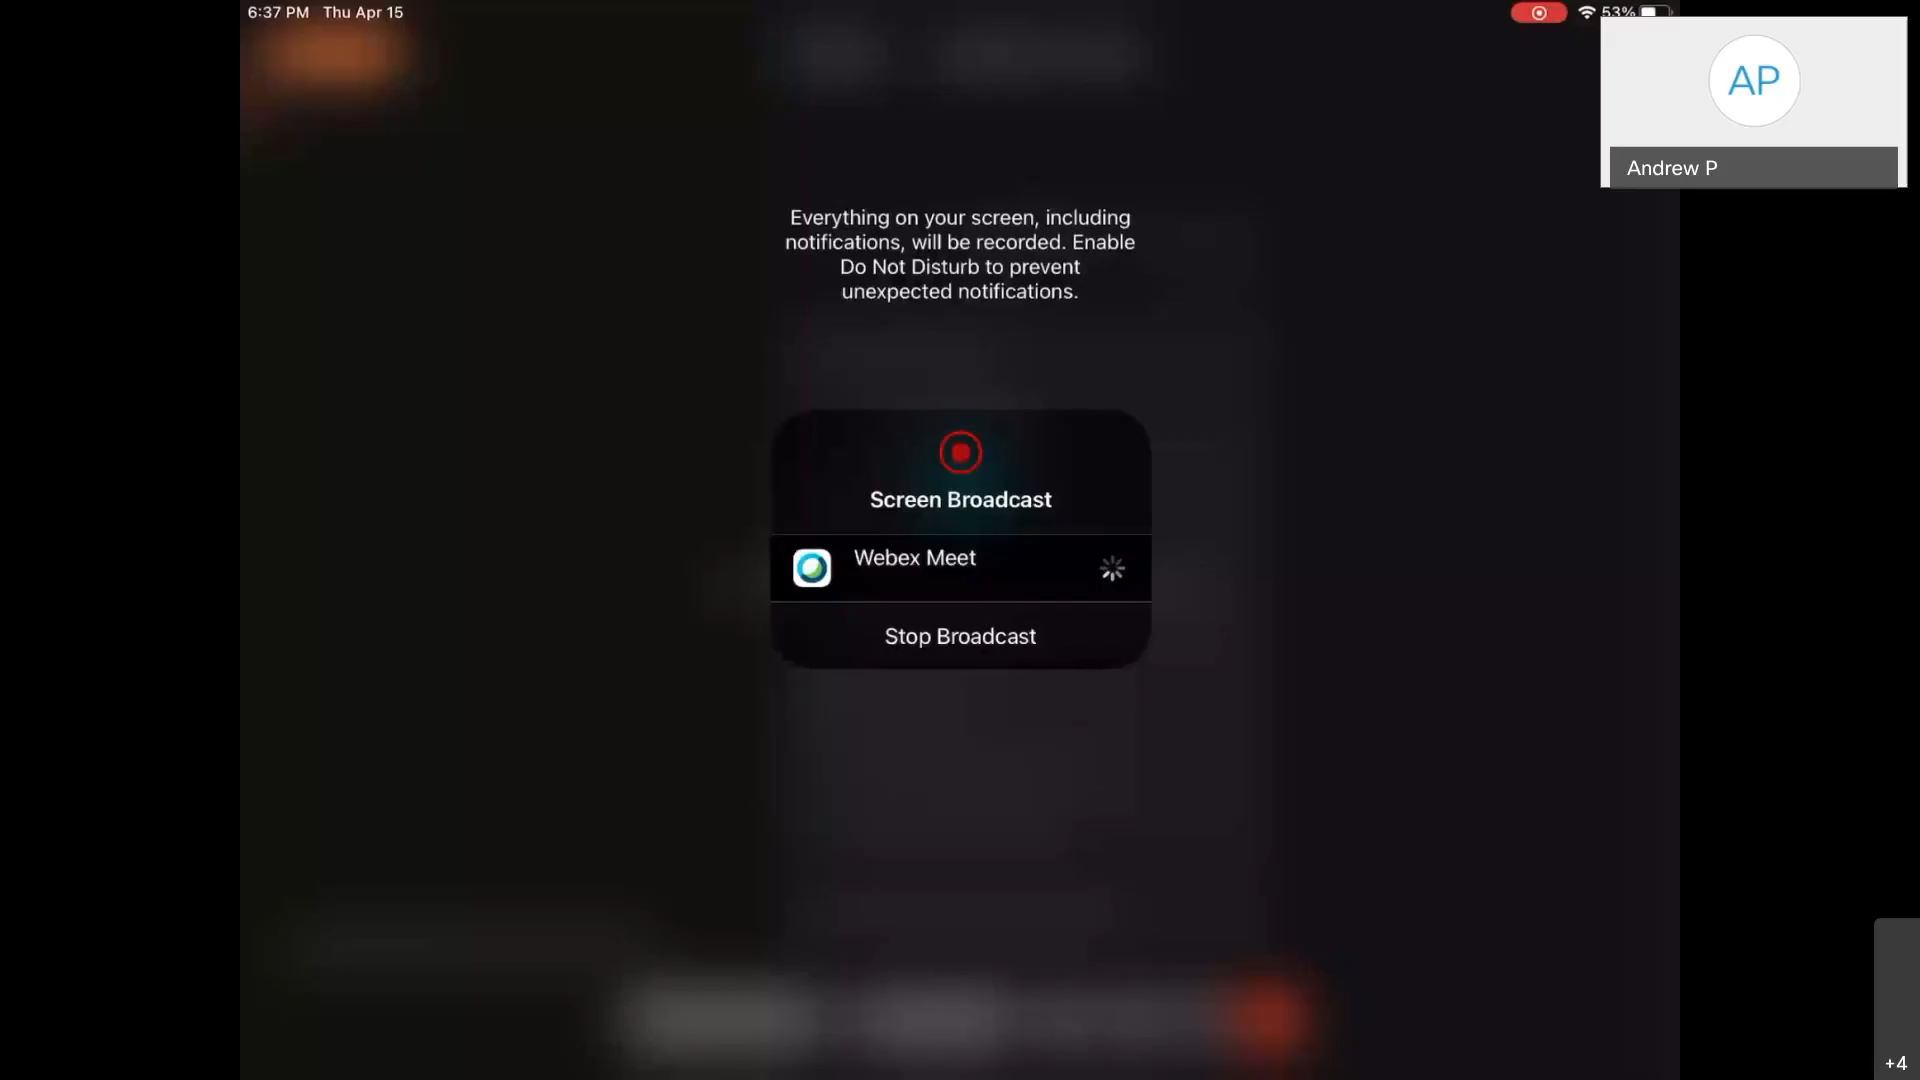 6:37 PM Thu Apr 15
53%
AP
Andrew P
Everything on your screen, including
notifications, will be recorded. Enable
Do Not Disturb to prevent
unexpected notifications.
Screen Broadcast
Webex Meet
Stop Broadcast
+4